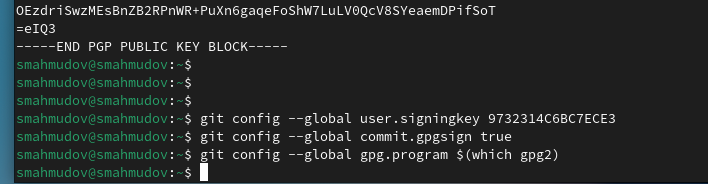 OEzdriSwzMEsBnZB2RPnWR+PuXn6gaqeFoShW7LuLV0QcV8SYeaemDPifSoT
=eIQ3
-----END PGP PUBLIC KEY BLOCK-----
smahmudov@smahmudov:~$
smahmudov@smahmudov:~$
smahmudov@smahmudov:~$
smahmudov@smahmudov:~$ git config --global user.signingkey 9732314C6BC7ECE3
smahmudov@smahmudov:~$ git config --global commit.gpgsign true
smahmudov@smahmudov:~$ git config --global gpg.program $(which gpg2)
smahmudov@smahmudov:~$